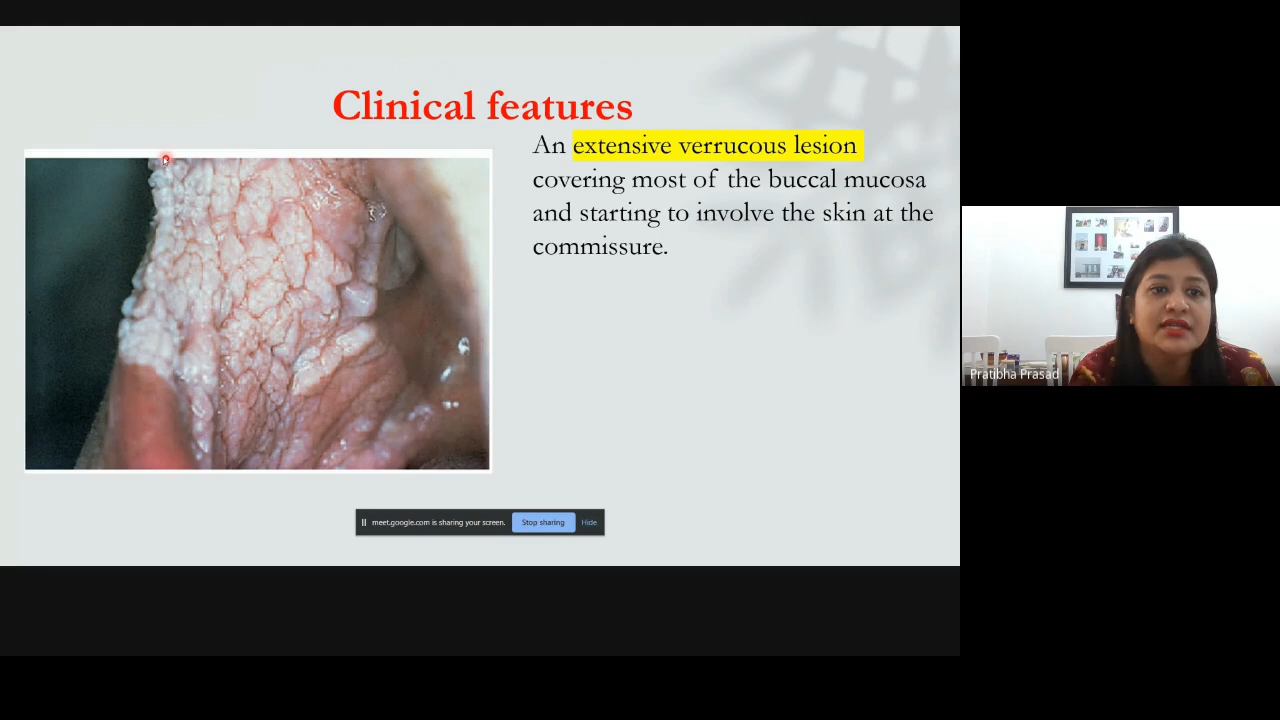 Clinical features
An extensive verrucous lesion
covering most of the buccal mucosa
and starting to involve the skin at the
commissure.
meet.google.com is sharing your screen. Stop sharing Hide
Pratibha Prasad